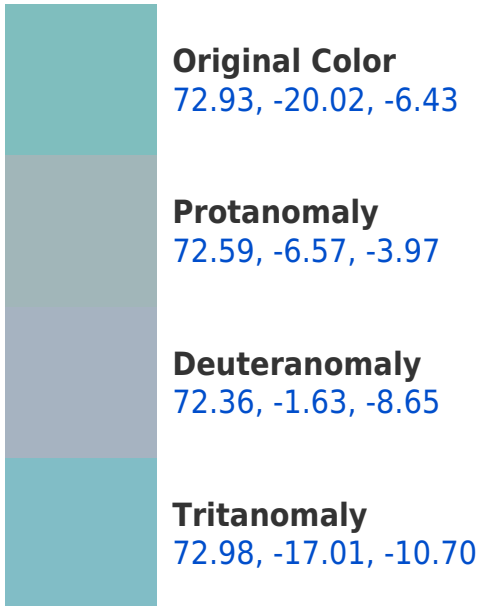 Original Color
72.93, -20.02, -6.43
Protanomaly
72.59, -6.57, -3.97
Deuteranomaly
72.36, -1.63, -8.65
Tritanomaly
72.98, -17.01, -10.70